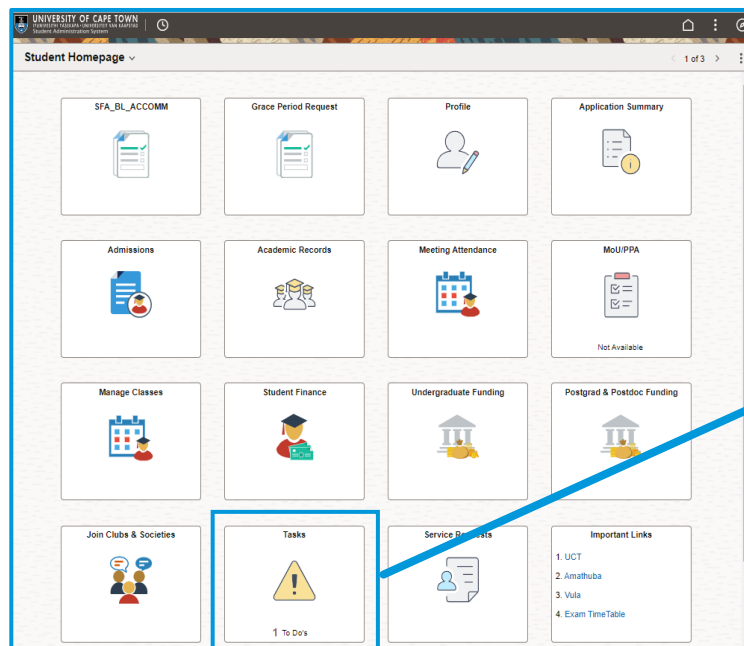 UNIVERSITY OF CAPE TOWN
Student Administration System
Student Homepage
1 of 3
SFA_BL_ACCOMM
Grace Period Request
Profile
Application Summary
Admissions
Academic Records
Meeting Attendance
MoU/PPA
Not Available
Manage Classes
Student Finance
Undergraduate Funding
Postgrad & Postdoc Funding
Join Clubs & Societies
Tasks
1 To Do's
Important Links
1. UCT
2. Amathuba
3. Vula
4. Exam TimeTable